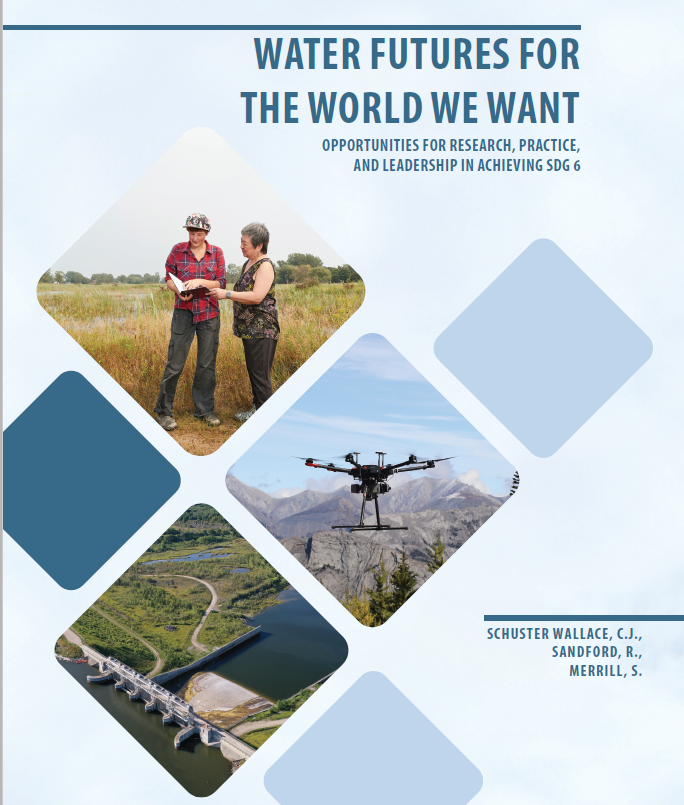 WATER FUTURES FOR
THE WORLD WE WANT
OPPORTUNITIES FOR RESEARCH, PRACTICE,
AND LEADERSHIP IN ACHIEVING SDG 6
SCHUSTER WALLACE, C.J.,
SANDFORD, R.,
MERRILL, S.